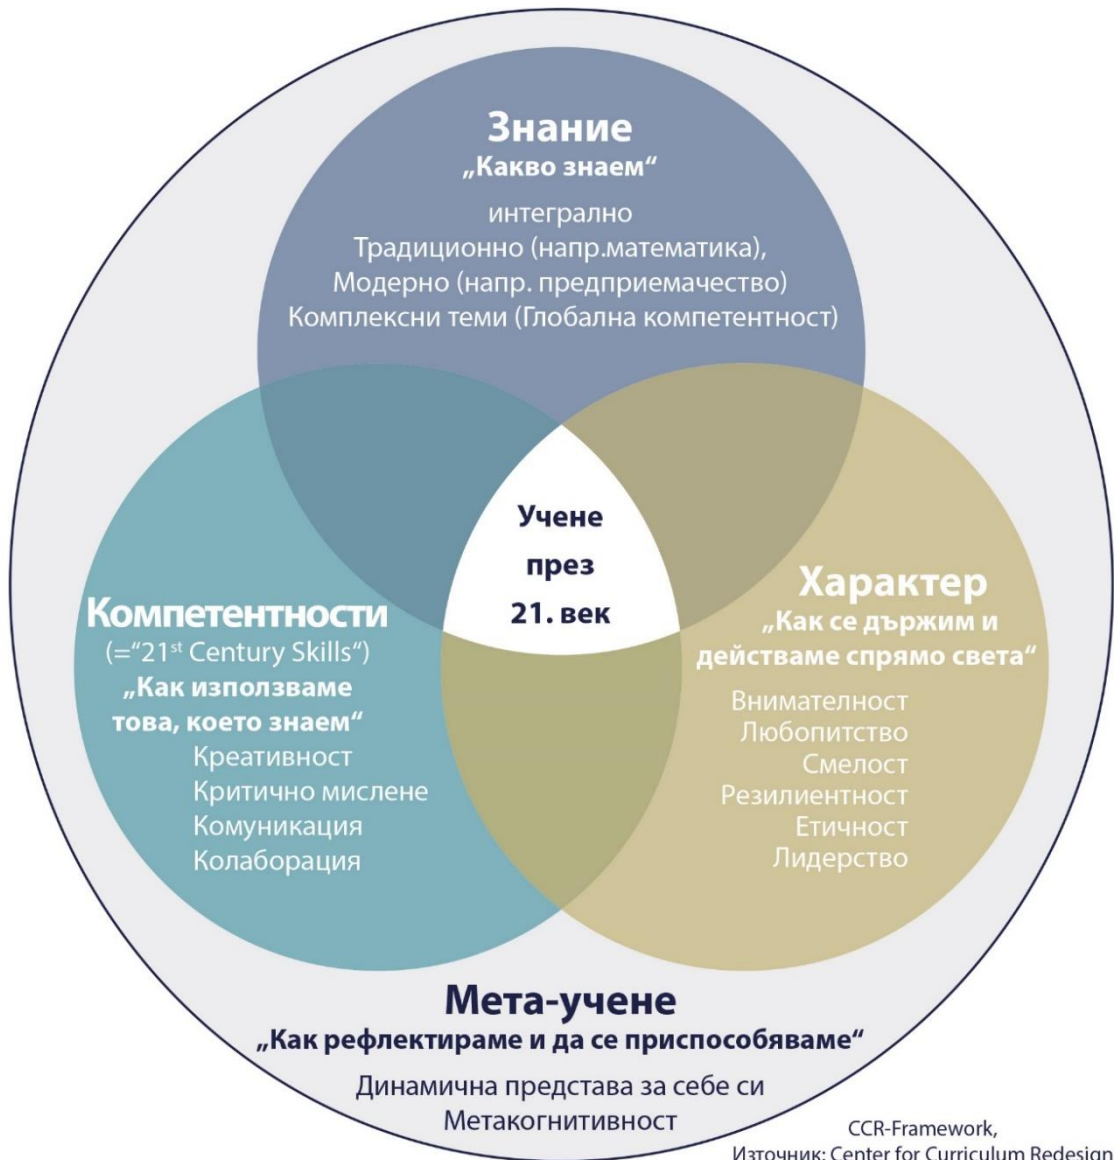 Знание
„Какво знаем“
интегрално
Традиционно (напр.математика),
Модерно (напр. предприемачество)
Комплексни теми (Глобална компетентност)
Учене
през
21. век
Компетентности
(=“21st Century Skills“)
„Как използваме
това, което знаем“
Креативност
Критично мислене
Комуникация
Колаборация
Характер
„Как се държим и
действаме спрямо света“
Внимателност
Любопитство
Смелост
Резилиентност
Етичност
Лидерство
Мета-учене
„Как рефлектираме и да се приспособяваме“
Динамична представа за себе си
Метакогнитивност
CCR-Framework,
Източник: Center for Curriculum Redesign